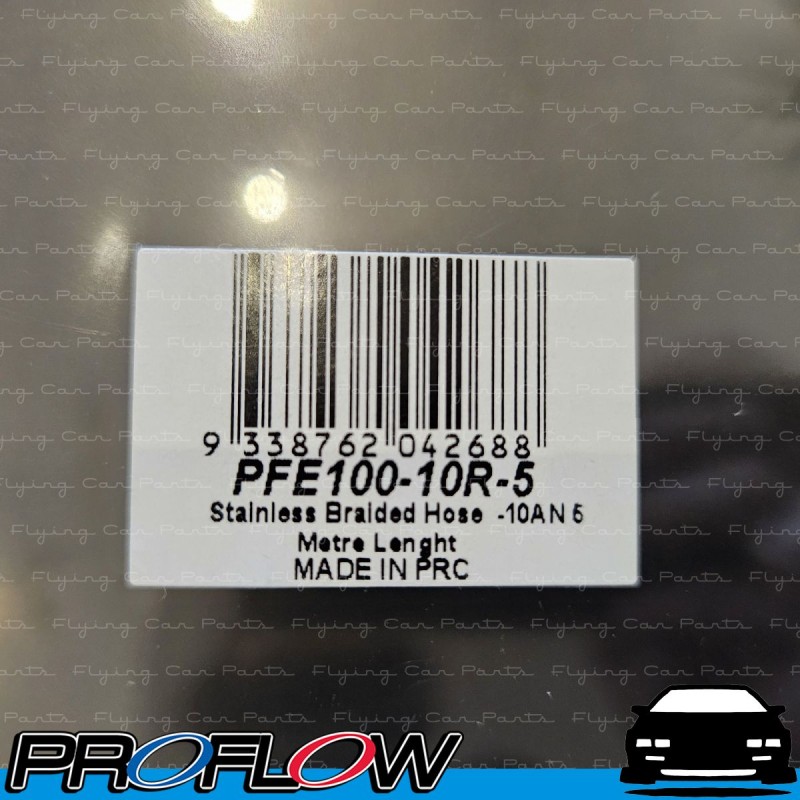 Flying Car Parts
9 338762 042688
PFE100-10R-5
Stainless Braided Hose -10AN 5
Metre Lenght
MADE IN PRC
PROFLOW